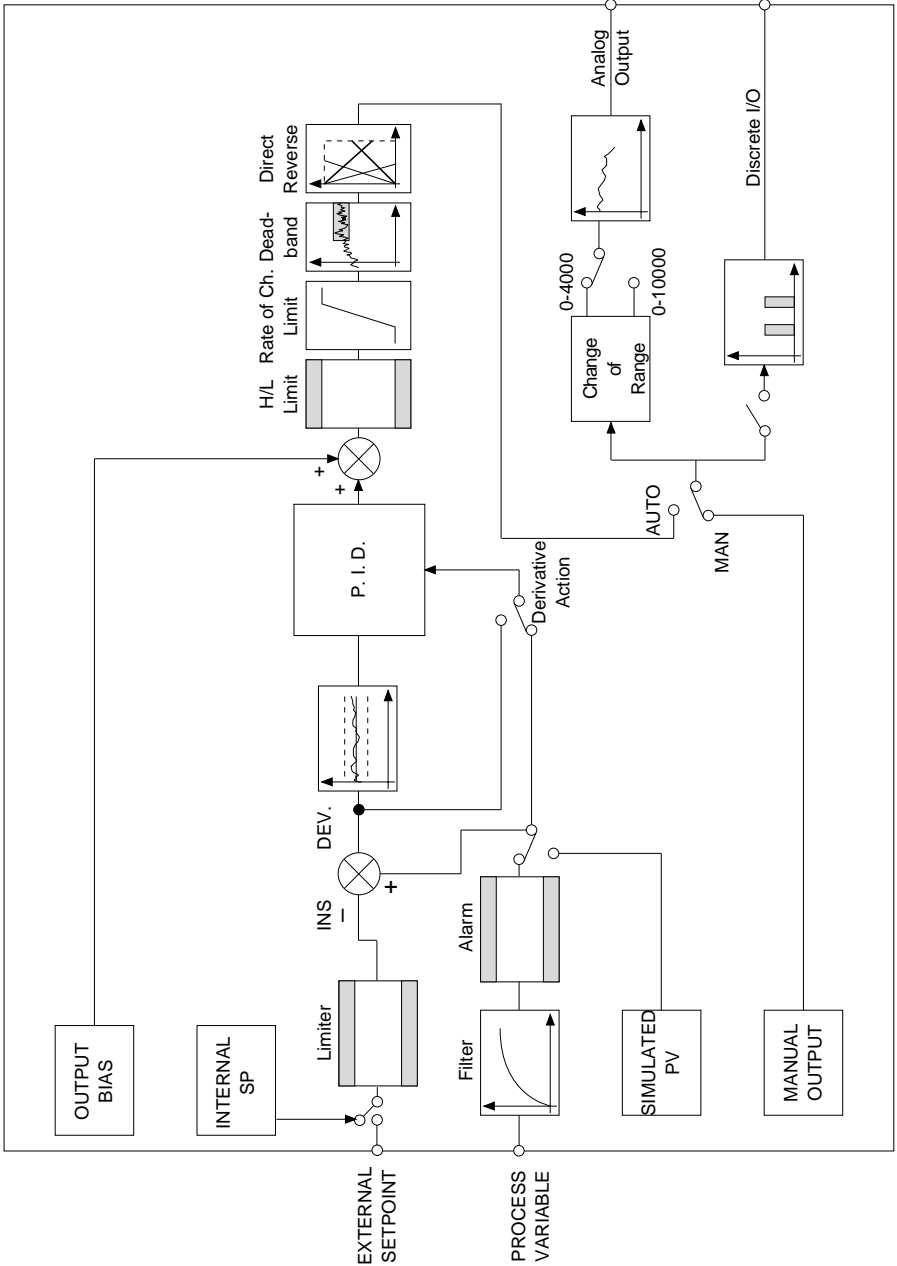 OUTPUT
BIAS
INTERNAL
SP
EXTERNAL
SETPOINT
Limiter
INS
–
+
DEV.
P. I. D.
+
+
H/L
Limit
Rate of Ch.
Limit
Dead-
band
Direct
Reverse
PROCESS
VARIABLE
Filter
Alarm
Derivative
Action
SIMULATED
PV
MANUAL
OUTPUT
AUTO
MAN
Change
of
Range
0-4000
0-10000
Analog
Output
Discrete I/O